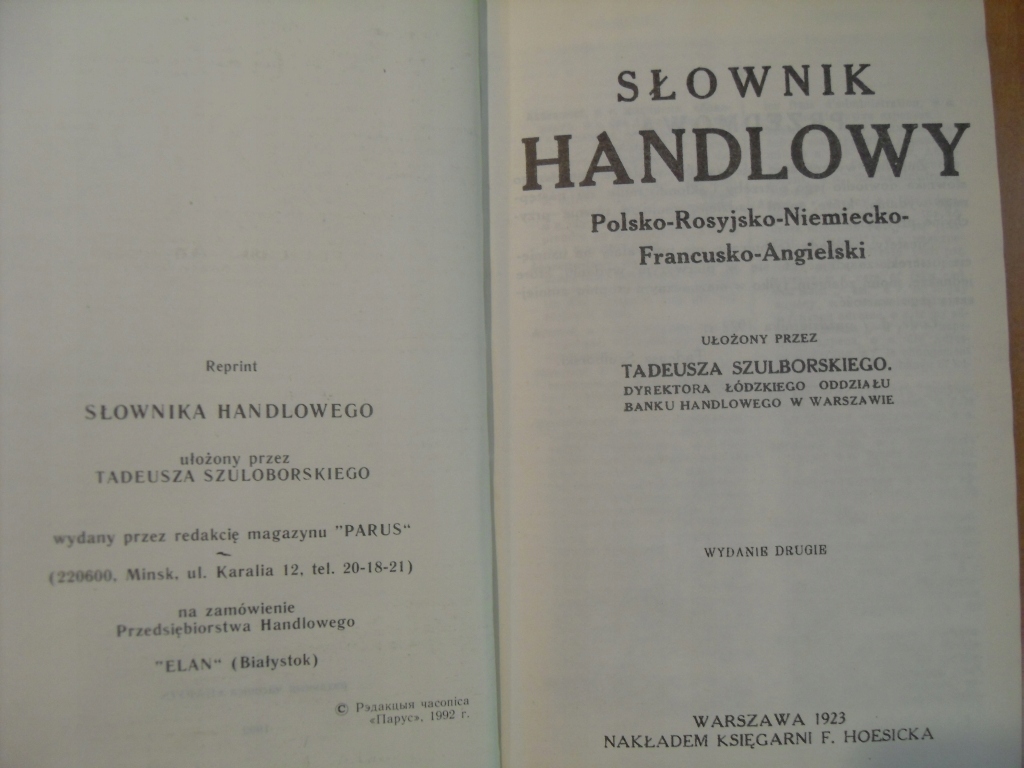 Reprint
SŁOWNIKA HANDLOWEGO
ułożony przez
TADEUSZA SZULOBORSKIEGO
wydany przez redakcję magazynu "PARUS“
(220600, Minsk, ul. Karalia 12, tel. 20-18-21)
na zamówienie
Przedsiębiorstwa Handlowego
"ELAN“ (Białystok)
© Рэдакцыя часопіса
«Парус», 1992 г.
SŁOWNIK
HANDLOWY
Polsko-Rosyjsko-Niemiecko-
Francusko-Angielski
UŁOŻONY PRZEZ
TADEUSZA SZULBORSKIEGO.
DYREKTORA ŁÓDZKIEGO ODDZIAŁU
BANKU HANDLOWEGO W WARSZAWIE
WYDANIE DRUGIE
WARSZAWA 1923
NAKŁADEM KSIĘGARNI F. HOESICKA